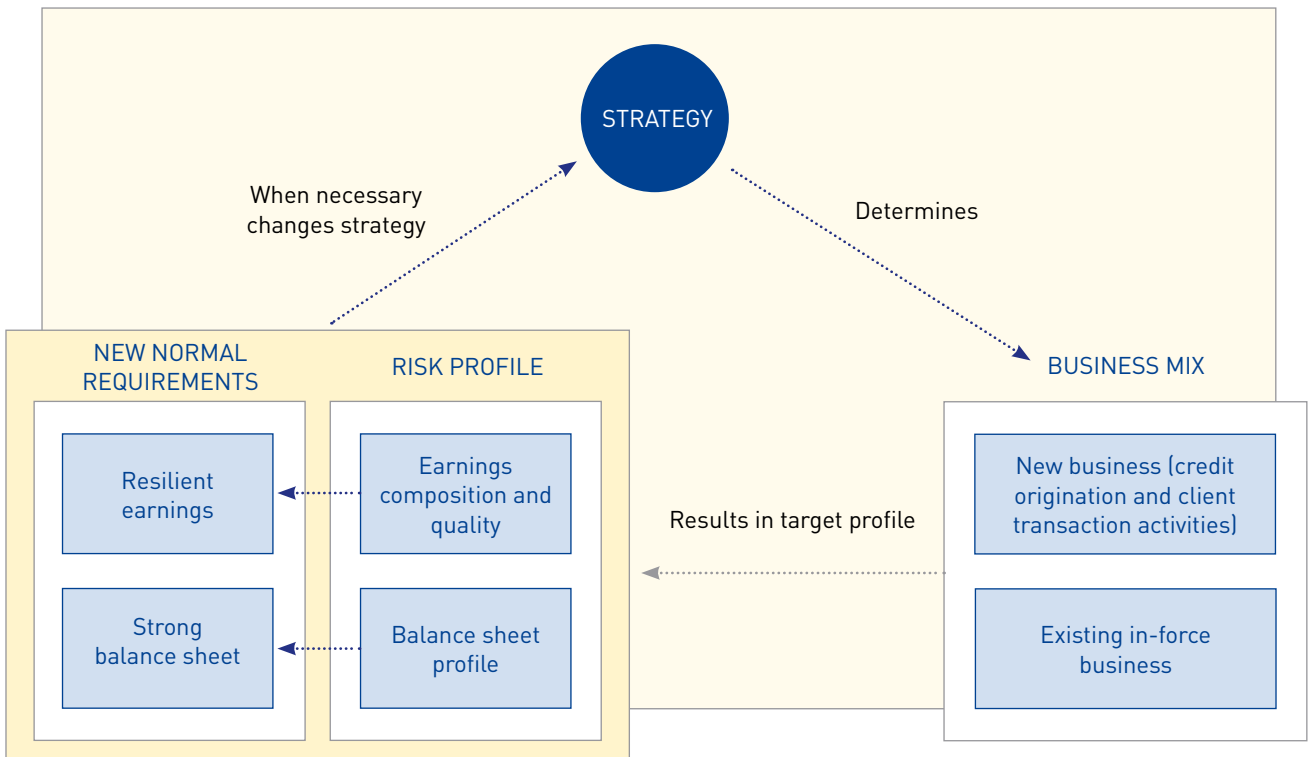 STRATEGY
When necessary
changes strategy
Determines
NEW NORMAL
REQUIREMENTS
RISK PROFILE
BUSINESS MIX
Resilient
earnings
Earnings
composition and
quality
Results in target profile
New business (credit
origination and client
transaction activities)
Strong
balance sheet
Balance sheet
profile
Existing in-force
business